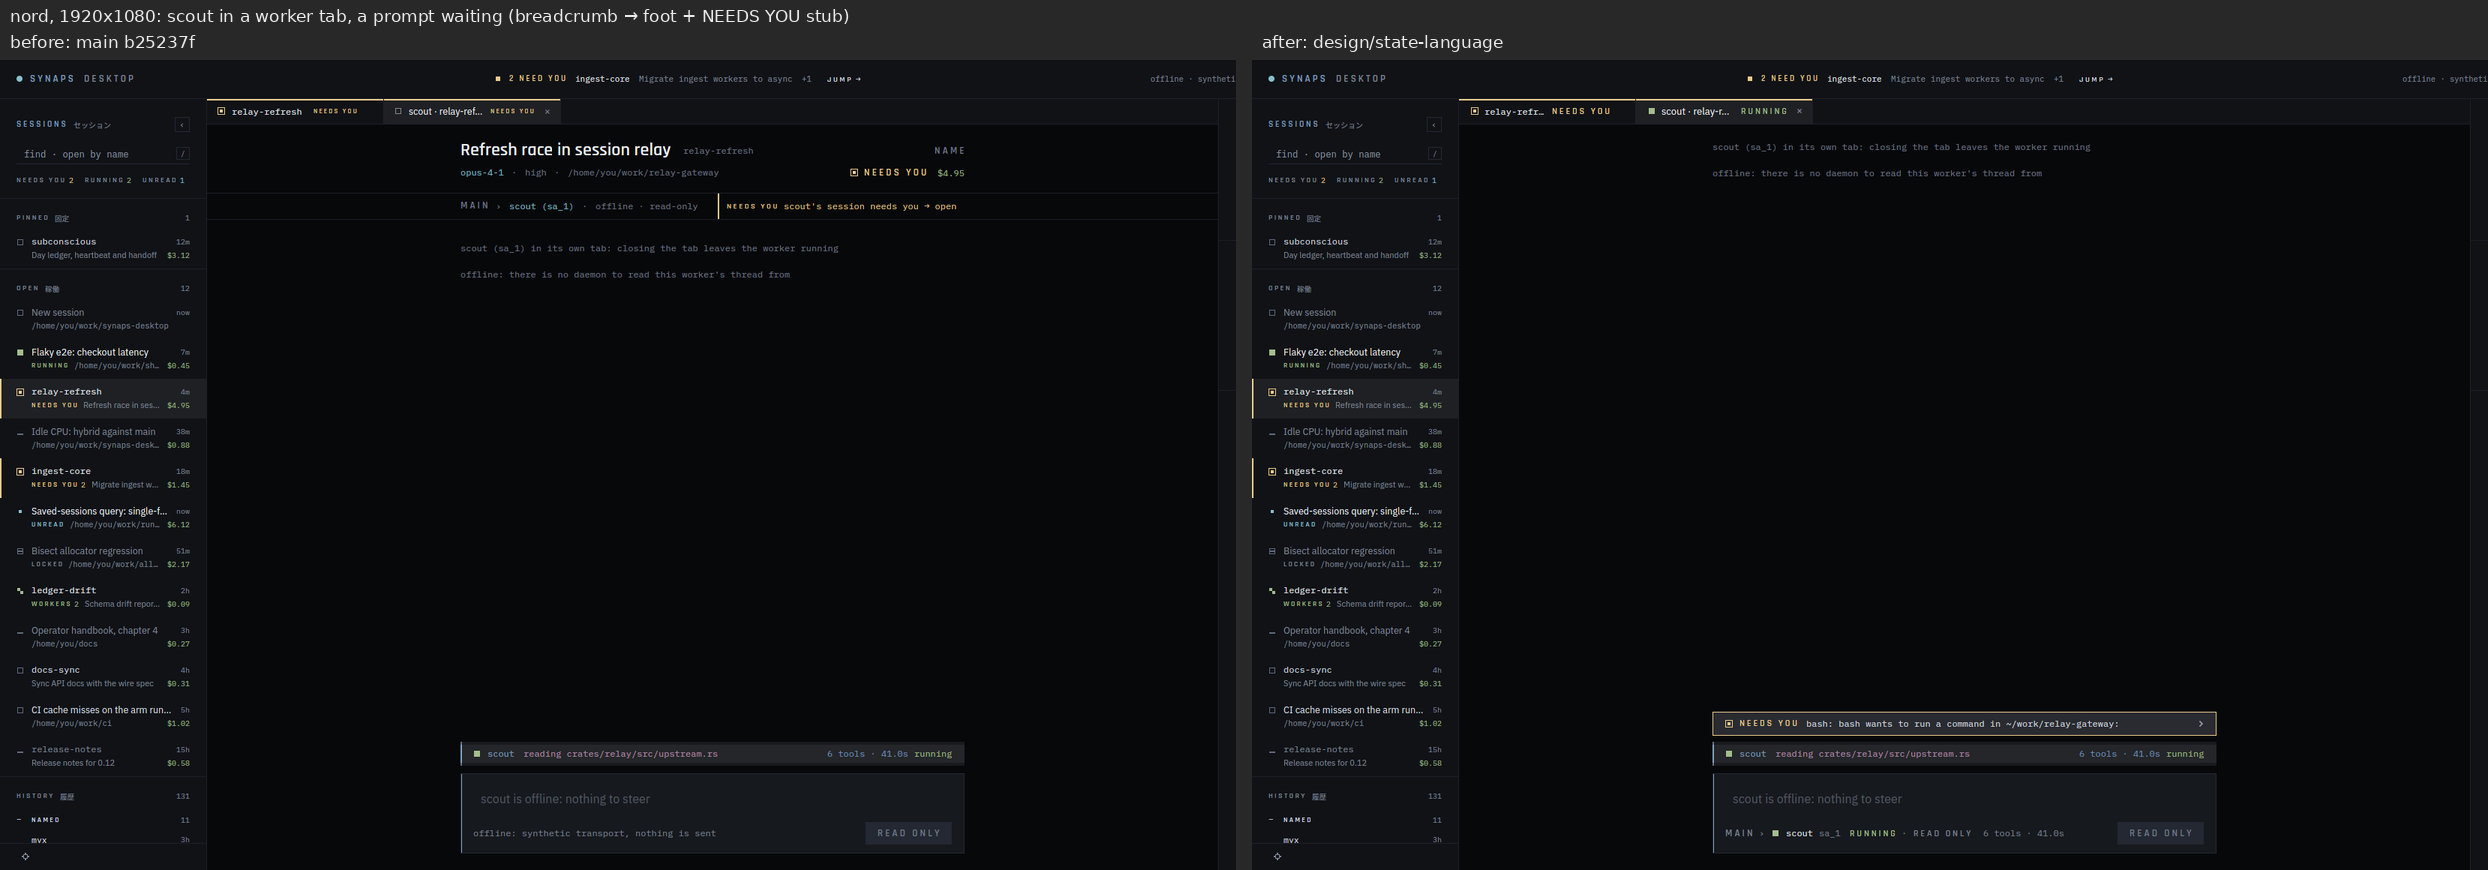 nord, 1920x1080: scout in a worker tab, a prompt waiting (breadcrumb → foot + NEEDS YOU stub)
before: main b25237f
SYNAPS DESKTOP
2 NEED YOU ingest-core Migrate ingest workers to async +1 JUMP →
offline · syntheti
SESSIONS セッション ‹
find · open by name /
NEEDS YOU 2 RUNNING 2 UNREAD 1
PINNED 固定 1
subconscious 12m
Day ledger, heartbeat and handoff $3.12
OPEN 稼働 12
New session now
/home/you/work/synaps-desktop
Flaky e2e: checkout latency 7m
RUNNING /home/you/work/sh… $0.45
relay-refresh 4m
NEEDS YOU Refresh race in ses… $4.95
Idle CPU: hybrid against main 38m
/home/you/work/synaps-desk… $0.88
ingest-core 18m
NEEDS YOU 2 Migrate ingest w… $1.45
Saved-sessions query: single-f… now
UNREAD /home/you/work/run… $6.12
Bisect allocator regression 51m
LOCKED /home/you/work/all… $2.17
ledger-drift 2h
WORKERS 2 Schema drift repor… $0.09
Operator handbook, chapter 4 3h
/home/you/docs $0.27
docs-sync 4h
Sync API docs with the wire spec $0.31
CI cache misses on the arm run… 5h
/home/you/work/ci $1.02
release-notes 15h
Release notes for 0.12 $0.58
HISTORY 履歴 131
– NAMED 11
myx 3h
relay-refresh NEEDS YOU
scout · relay-ref… NEEDS YOU ×
Refresh race in session relay relay-refresh NAME
opus-4-1 · high · /home/you/work/relay-gateway NEEDS YOU $4.95
MAIN › scout (sa_1) · offline · read-only NEEDS YOU scout's session needs you → open
scout (sa_1) in its own tab: closing the tab leaves the worker running
offline: there is no daemon to read this worker's thread from
scout reading crates/relay/src/upstream.rs 6 tools · 41.0s running
scout is offline: nothing to steer
offline: synthetic transport, nothing is sent READ ONLY
after: design/state-language
SYNAPS DESKTOP
2 NEED YOU ingest-core Migrate ingest workers to async +1 JUMP →
offline · syntheti
SESSIONS セッション ‹
find · open by name /
NEEDS YOU 2 RUNNING 2 UNREAD 1
PINNED 固定 1
subconscious 12m
Day ledger, heartbeat and handoff $3.12
OPEN 稼働 12
New session now
/home/you/work/synaps-desktop
Flaky e2e: checkout latency 7m
RUNNING /home/you/work/sh… $0.45
relay-refresh 4m
NEEDS YOU Refresh race in ses… $4.95
Idle CPU: hybrid against main 38m
/home/you/work/synaps-desk… $0.88
ingest-core 18m
NEEDS YOU 2 Migrate ingest w… $1.45
Saved-sessions query: single-f… now
UNREAD /home/you/work/run… $6.12
Bisect allocator regression 51m
LOCKED /home/you/work/all… $2.17
ledger-drift 2h
WORKERS 2 Schema drift repor… $0.09
Operator handbook, chapter 4 3h
/home/you/docs $0.27
docs-sync 4h
Sync API docs with the wire spec $0.31
CI cache misses on the arm run… 5h
/home/you/work/ci $1.02
release-notes 15h
Release notes for 0.12 $0.58
HISTORY 履歴 131
– NAMED 11
myx 3h
relay-refr… NEEDS YOU
scout · relay-r… RUNNING ×
scout (sa_1) in its own tab: closing the tab leaves the worker running
offline: there is no daemon to read this worker's thread from
NEEDS YOU bash: bash wants to run a command in ~/work/relay-gateway: ›
scout reading crates/relay/src/upstream.rs 6 tools · 41.0s running
scout is offline: nothing to steer
MAIN › scout sa_1 RUNNING · READ ONLY 6 tools · 41.0s READ ONLY